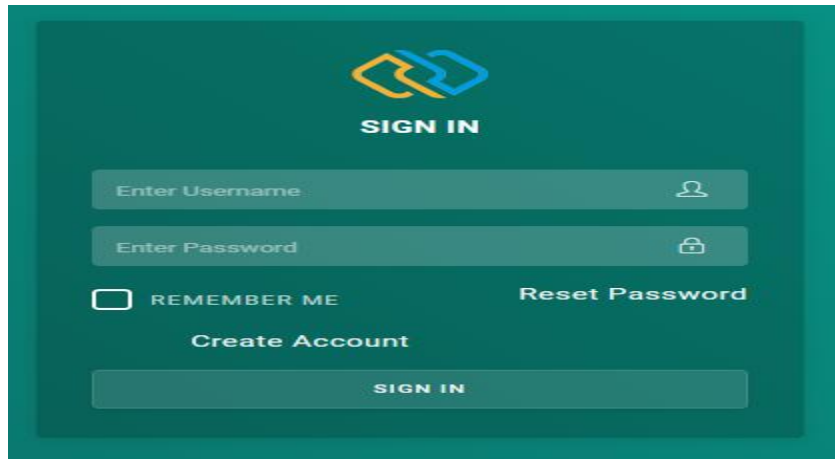 SIGN IN
Enter Username
Enter Password
REMEMBER ME
Reset Password
Create Account
SIGN IN